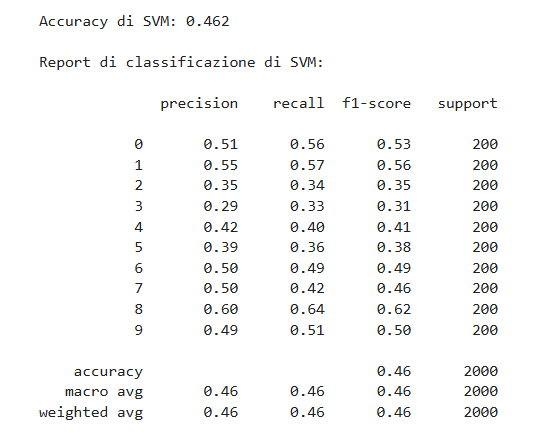 Accuracy di SVM: 0.462
Report di classificazione di SVM:
precision recall f1-score support
0 0.51 0.56 0.53 200
1 0.55 0.57 0.56 200
2 0.35 0.34 0.35 200
3 0.29 0.33 0.31 200
4 0.42 0.40 0.41 200
5 0.39 0.36 0.38 200
6 0.50 0.49 0.49 200
7 0.50 0.42 0.46 200
8 0.60 0.64 0.62 200
9 0.49 0.51 0.50 200
accuracy 0.46 2000
macro avg 0.46 0.46 0.46 2000
weighted avg 0.46 0.46 0.46 2000